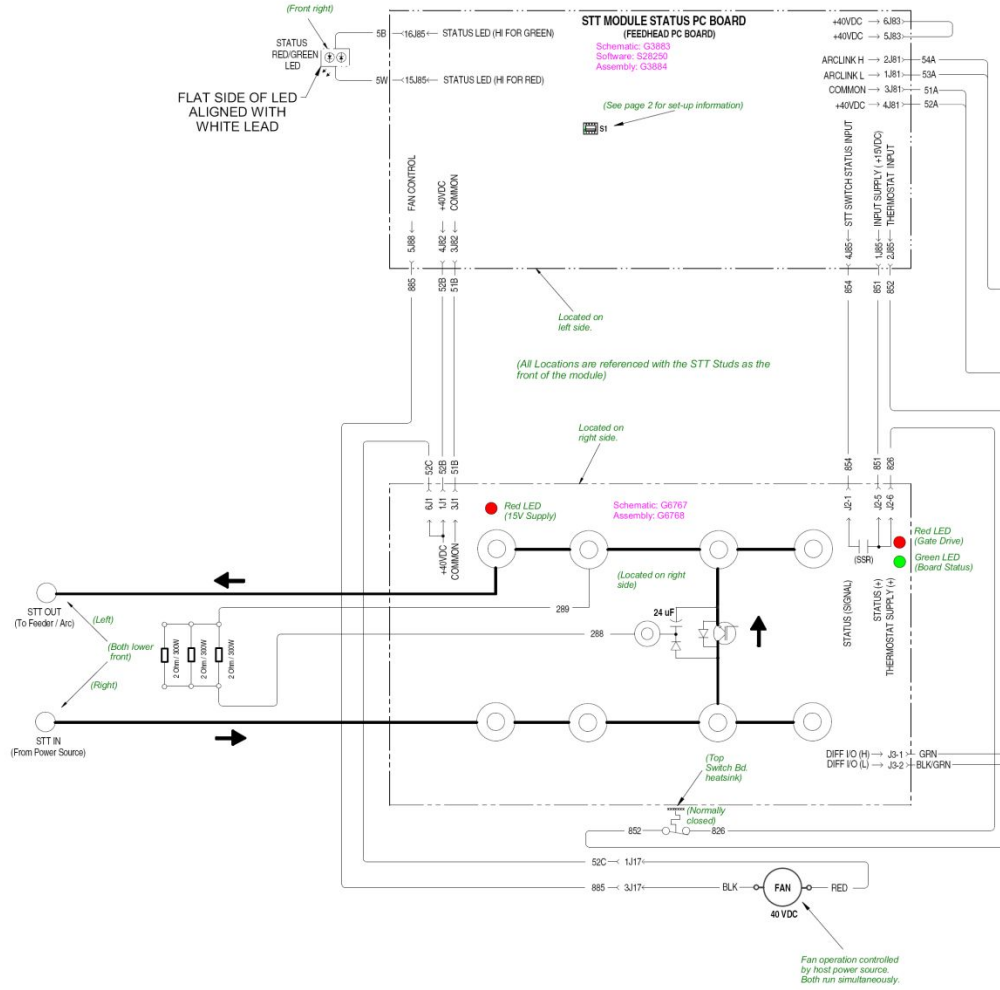 (Front right)
STATUS
RED/GREEN
LED
5B
16J85
STATUS LED (HI FOR GREEN)
5W
15J85
STATUS LED (HI FOR RED)
FLAT SIDE OF LED
ALIGNED WITH
WHITE LEAD
STT MODULE STATUS PC BOARD
(FEEDHEAD PC BOARD)
Schematic: G3883
Software: S28250
Assembly: G3884
(See page 2 for set-up information)
S1
+40VDC 6J83
+40VDC 5J83
ARCLINK H 2J81 54A
ARCLINK L 1J81 53A
COMMON 3J81 51A
+40VDC 4J81 52A
FAN CONTROL
+40VDC
COMMON
5J88
4J82
3J82
885
52B
51B
STT SWITCH STATUS INPUT
INPUT SUPPLY ( +15VDC)
THERMOSTAT INPUT
4J85
1J85
2J85
854
851
852
Located on
left side.
(All Locations are referenced with the STT Studs as the
front of the module)
Located on
right side.
52C
52B
51B
6J1
1J1
3J1
+40VDC
COMMON
Red LED
(15V Supply)
Schematic: G6767
Assembly: G6768
854
851
826
J2-1
J2-5
J2-6
(SSR)
Red LED
(Gate Drive)
Green LED
(Board Status)
STATUS (SIGNAL)
STATUS (+)
THERMOSTAT SUPPLY (+)
(Located on right
side)
289
288
24 uF
STT OUT
(To Feeder / Arc)
(Left)
(Both lower
front)
(Right)
2 Ohm / 300W
2 Ohm / 300W
2 Ohm / 300W
STT IN
(From Power Source)
DIFF I/O (H) J3-1 GRN
DIFF I/O (L) J3-2 BLK/GRN
(Top
Switch Bd.
heatsink)
(Normally
closed)
852
826
52C 1J17
885 3J17
BLK
FAN
RED
40 VDC
Fan operation controlled
by host power source.
Both run simultaneously.